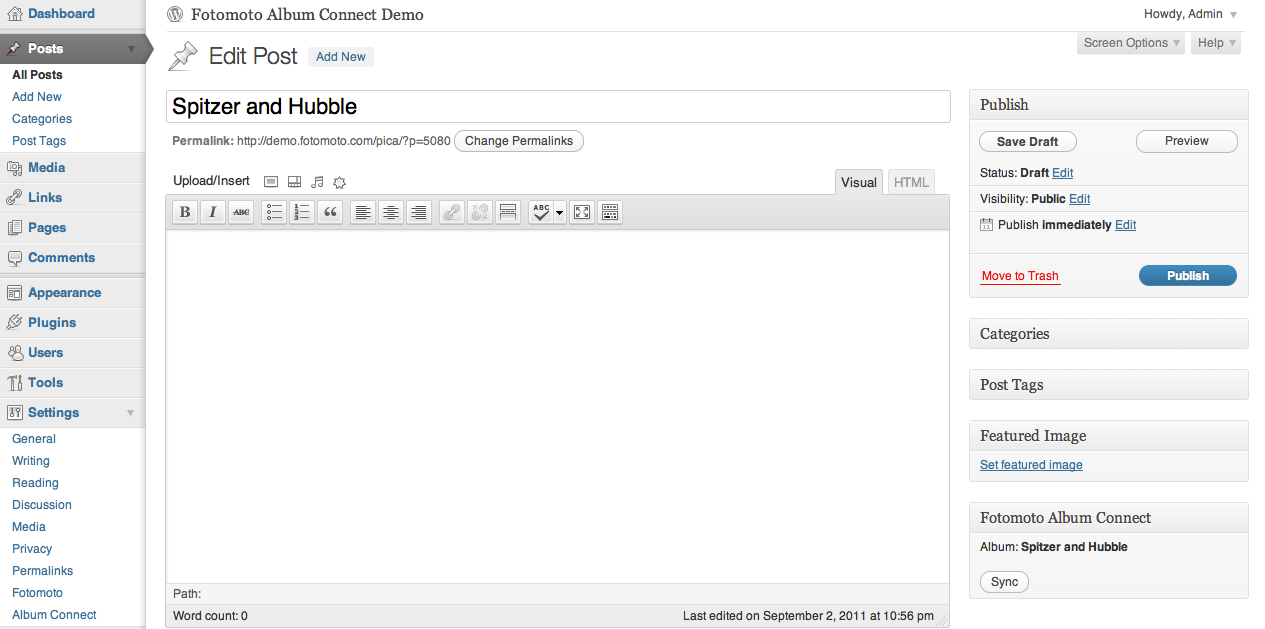 Dashboard
Posts
All Posts
Add New
Categories
Post Tags
Media
Links
Pages
Comments
Appearance
Plugins
Users
Tools
Settings
General
Writing
Reading
Discussion
Media
Privacy
Permalinks
Fotomoto
Album Connect
Fotomoto Album Connect Demo
Howdy, Admin
Screen Options
Help
Edit Post
Add New
Spitzer and Hubble
Permalink: http://demo.fotomoto.com/pica/?p=5080 Change Permalinks
Upload/Insert
Visual
HTML
B I ABC
ABC
Path:
Word count: 0
Last edited on September 2, 2011 at 10:56 pm
Publish
Save Draft
Preview
Status: Draft Edit
Visibility: Public Edit
11 Publish immediately Edit
Move to Trash
Publish
Categories
Post Tags
Featured Image
Set featured image
Fotomoto Album Connect
Album: Spitzer and Hubble
Sync